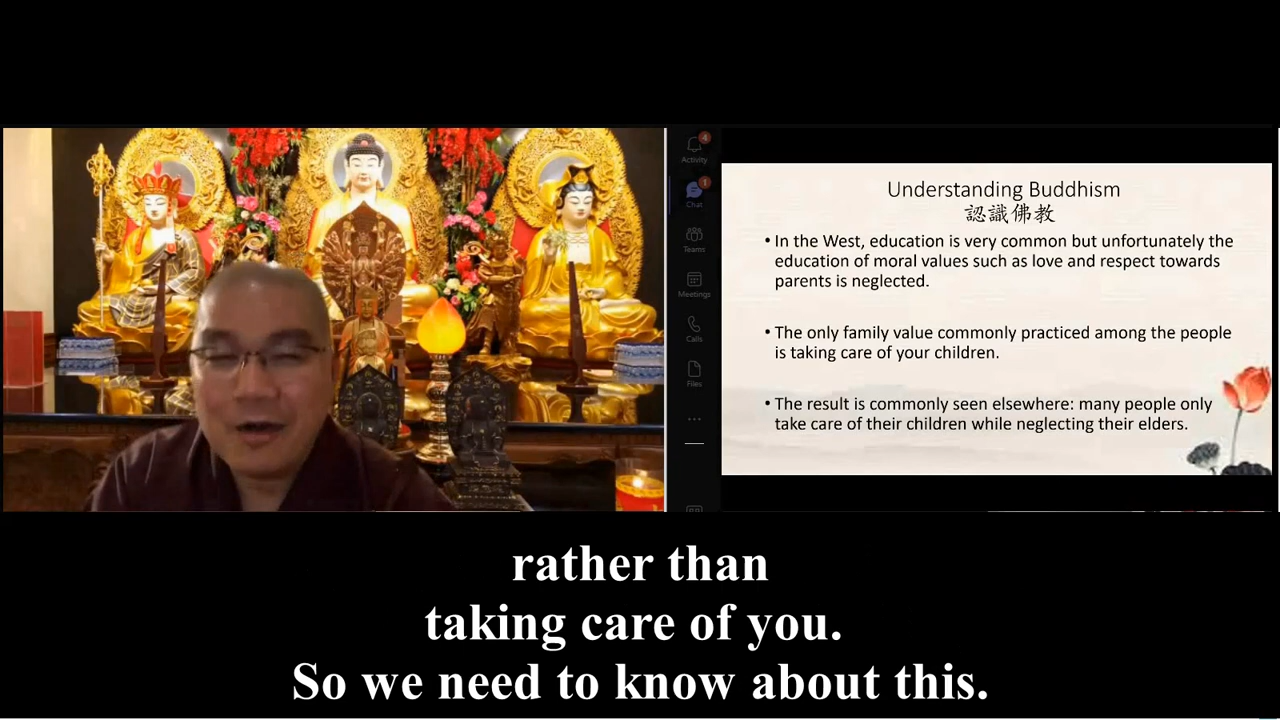 4
Activity
1
Chat
Teams
Meetings
Calls
Files
...
Understanding Buddhism
認識佛教
• In the West, education is very common but unfortunately the
education of moral values such as love and respect towards
parents is neglected.
• The only family value commonly practiced among the people
is taking care of your children.
• The result is commonly seen elsewhere: many people only
take care of their children while neglecting their elders.
rather than
taking care of you.
So we need to know about this.